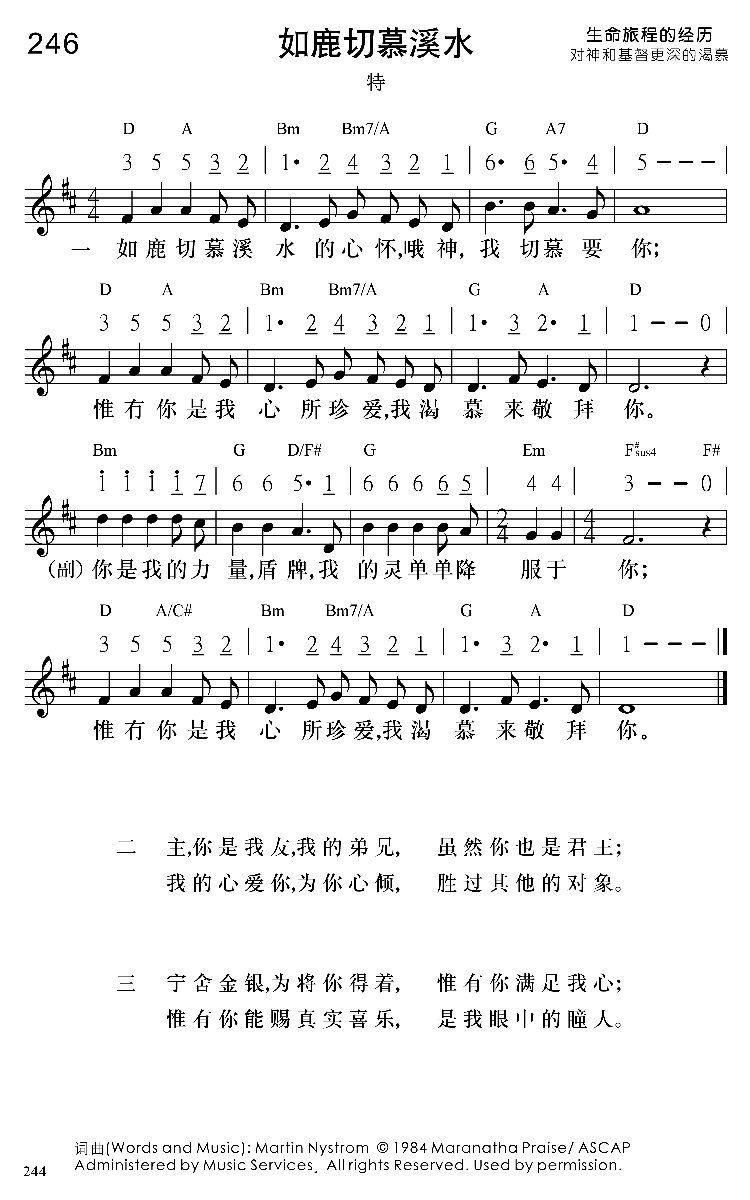 246
如鹿切慕溪水
生命旅程的经历
对神和基督更深的渴慕
特
D A Bm Bm7/A G A7 D
3 5 5 3 2 | 1· 2 4 3 2 1 | 6· 6 5· 4 | 5 - - - |
一 如鹿切慕溪 水的心怀,哦神, 我 切慕要 你;
D A Bm Bm7/A G A D
3 5 5 3 2 | 1· 2 4 3 2 1 | 1· 3 2· 1 | 1 - - 0 |
惟有你是我 心 所珍爱,我渴 慕来敬拜 你。
Bm G D/F# G Em F#sus4 F#
1 1 1 1 7 | 6 6 5· 1 | 6 6 6 6 5 | 4 4 | 3 - - 0 |
(副)你是我的力 量,盾牌,我 的灵单单降 服于 你;
D A/C# Bm Bm7/A G A D
3 5 5 3 2 | 1· 2 4 3 2 1 | 1· 3 2· 1 | 1 - - - ||
惟有你是我 心 所珍爱,我渴 慕来敬拜 你。
二 主,你是我友,我的弟兄, 虽然你也是君王;
我的心爱你,为你心倾, 胜过其他的对象。
三 宁舍金银,为将你得着, 惟有你满足我心;
惟有你能赐真实喜乐, 是我眼中的瞳人。
词曲(Words and Music): Martin Nystrom © 1984 Maranatha Praise/ ASCAP
Administered by Music Services, All rights Reserved. Used by permission.
244